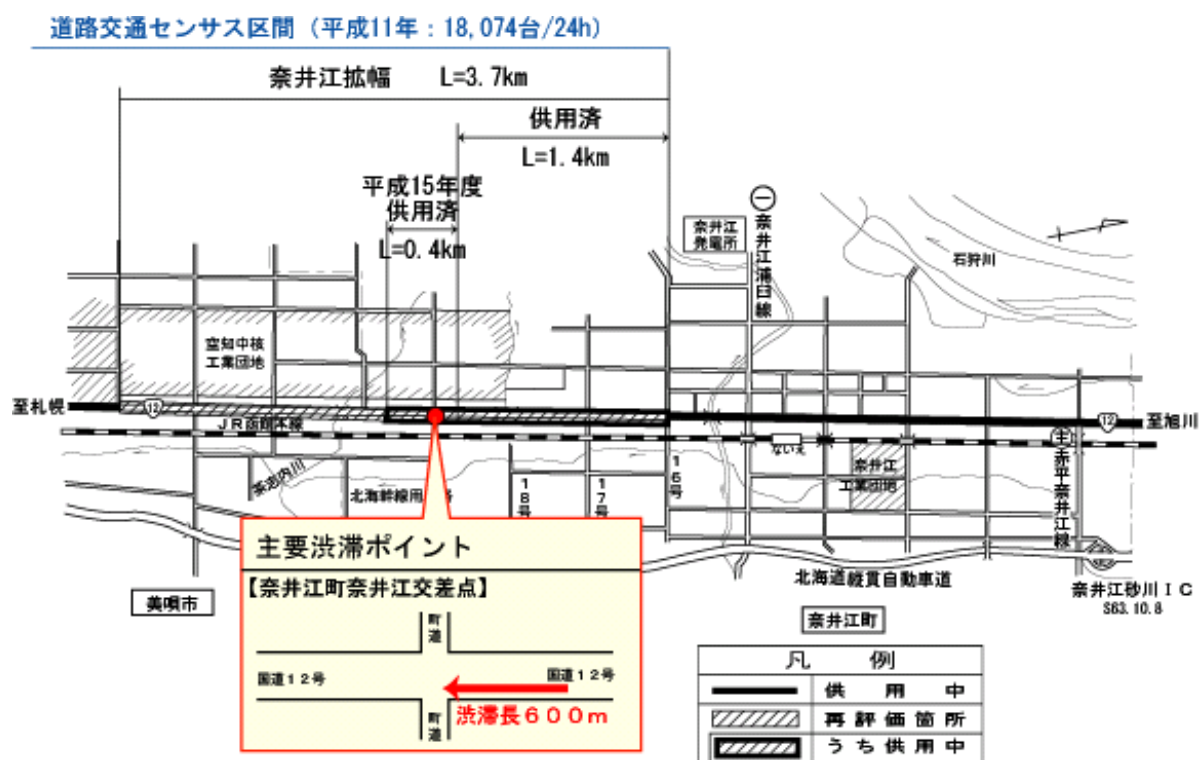 道路交通センサス区間（平成11年：18,074台/24h）
奈井江拡幅 L=3.7km
供用済
L=1.4km
平成15年度
供用済
L=0.4km
奈井江
発電所
一
奈井江浦臼線
石狩川
空知中核
工業団地
至札幌
12
JR函館本線
12
至旭川
主
赤平奈井江線
ないえ
奈井江
工業団地
茶志内川
北海幹線用
18号
17号
16号
主要渋滞ポイント
【奈井江町奈井江交差点】
町道
国道12号
国道12号
渋滞長600m
町道
北海道縦貫自動車道
奈井江砂川IC
S63.10.8
美唄市
奈井江町
凡例
供用中
再評価箇所
うち供用中